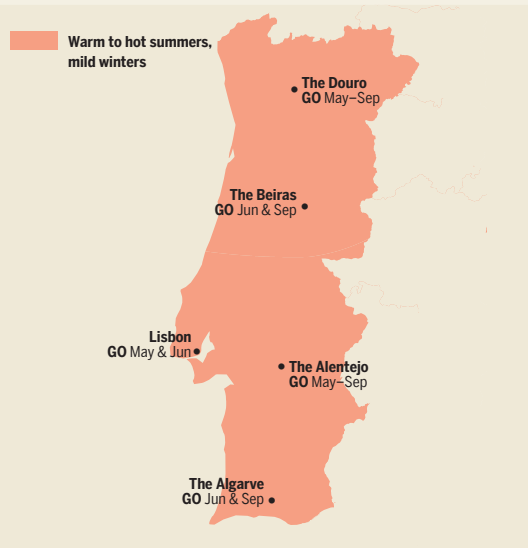 Warm to hot summers,
mild winters
The Douro
GO May–Sep
The Beiras
GO Jun & Sep
Lisbon
GO May & Jun
The Alentejo
GO May–Sep
The Algarve
GO Jun & Sep